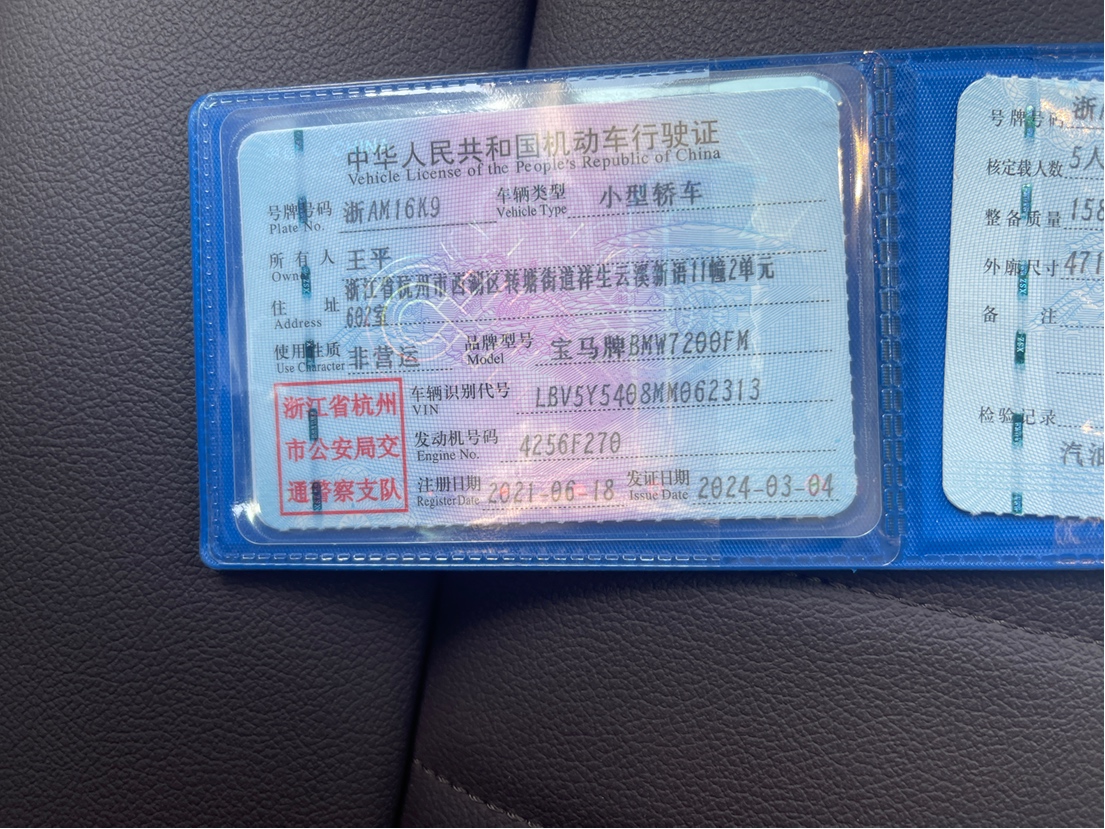 中华人民共和国机动车行驶证
Vehicle License of the People's Republic of China
号牌号码 浙AM16K9 车辆类型 小型轿车
Plate No. Vehicle Type
所有人 王平
Owner
住址 浙江省杭州市西湖区转塘街道祥生云溪新语11幢2单元
Address 602室
使用性质 非营运 品牌型号 宝马牌BMW7200FM
Use Character Model
浙江省杭州
市公安局交
通警察支队
车辆识别代号 LBV5Y5408MM062313
VIN
发动机号码 4256F270
Engine No.
注册日期 2021-06-18 发证日期 2024-03-04
Register Date Issue Date
号牌号码 浙
核定载人数 5人
整备质量 158
外廓尺寸 471
备注
检验记录
汽油